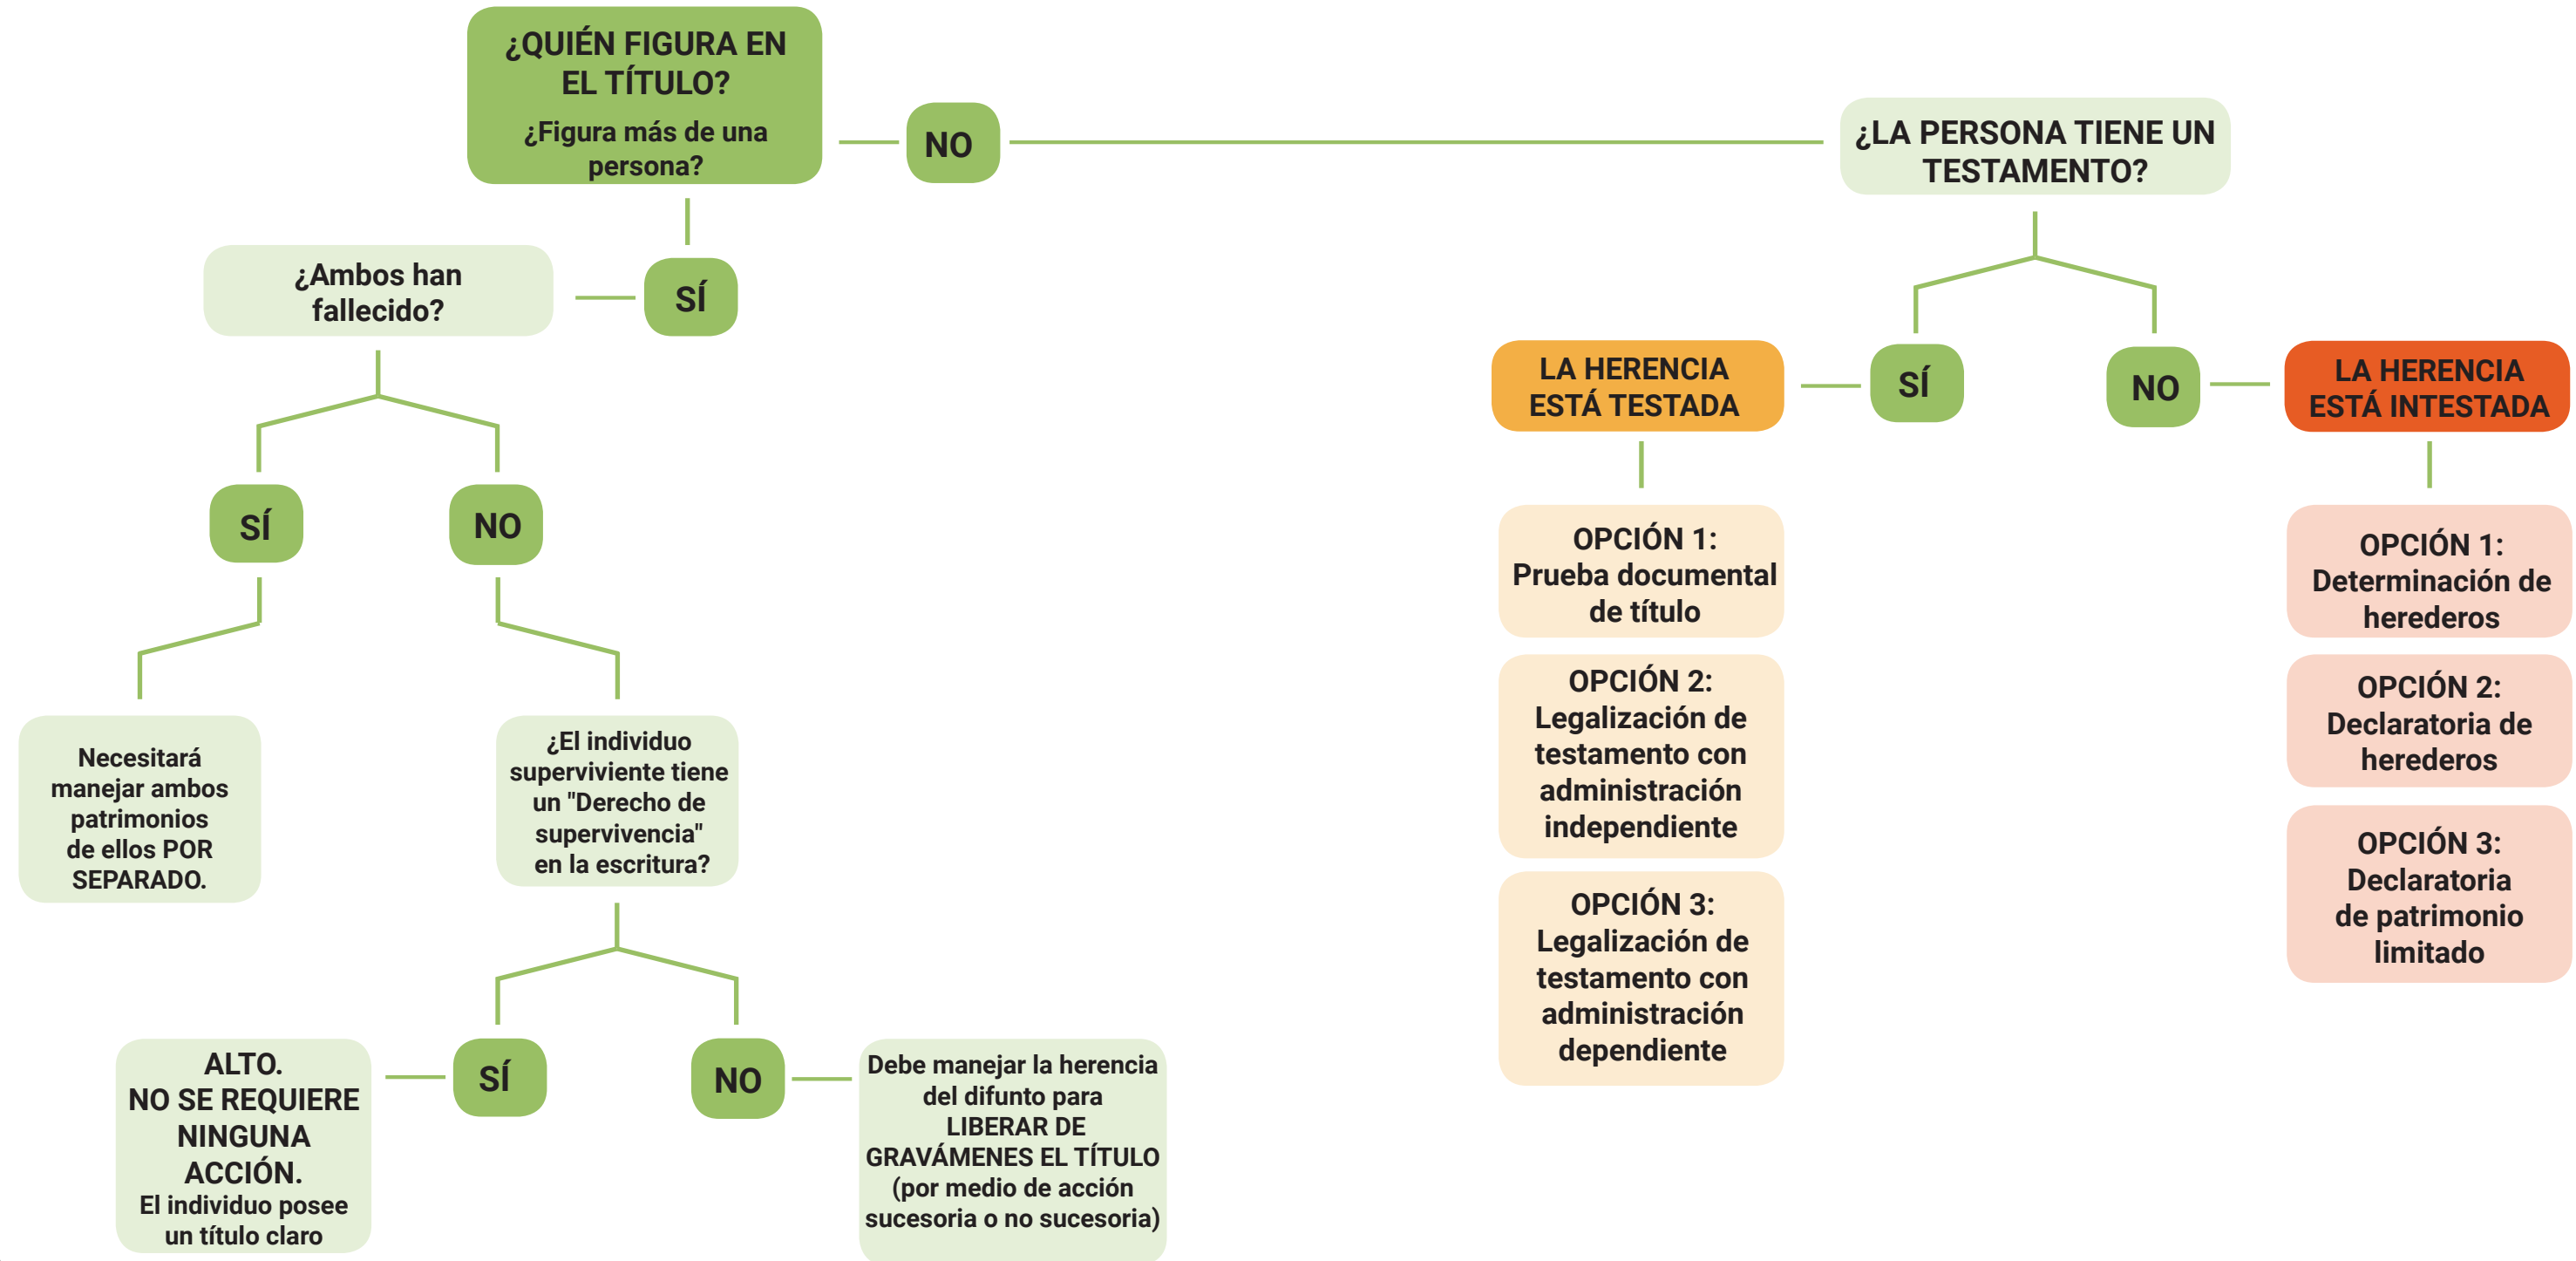 ¿QUIÉN FIGURA EN
EL TÍTULO?
¿Figura más de una
persona?
NO
¿LA PERSONA TIENE UN
TESTAMENTO?
SÍ
¿Ambos han
fallecido?
SÍ
NO
Necesitará
manejar ambos
patrimonios
de ellos POR
SEPARADO.
¿El individuo
superviviente tiene
un "Derecho de
supervivencia"
en la escritura?
SÍ
ALTO.
NO SE REQUIERE
NINGUNA
ACCIÓN.
El individuo posee
un título claro
NO
Debe manejar la herencia
del difunto para
LIBERAR DE
GRAVÁMENES EL TÍTULO
(por medio de acción
sucesoria o no sucesoria)
SÍ
LA HERENCIA
ESTÁ TESTADA
OPCIÓN 1:
Prueba documental
de título
OPCIÓN 2:
Legalización de
testamento con
administración
independiente
OPCIÓN 3:
Legalización de
testamento con
administración
dependiente
NO
LA HERENCIA
ESTÁ INTESTADA
OPCIÓN 1:
Determinación de
herederos
OPCIÓN 2:
Declaratoria de
herederos
OPCIÓN 3:
Declaratoria
de patrimonio
limitado